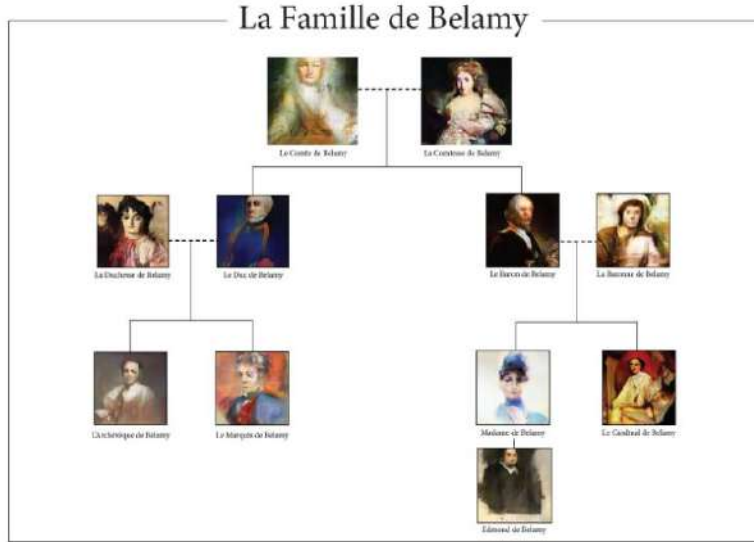 La Famille de Belamy
Le Comte de Belamy
La Comtesse de Belamy
La Duchesse de Belamy
Le Duc de Belamy
Le Baron de Belamy
La Baronne de Belamy
L'Archevêque de Belamy
Le Marquis de Belamy
Madame de Belamy
Le Cardinal de Belamy
Edmond de Belamy